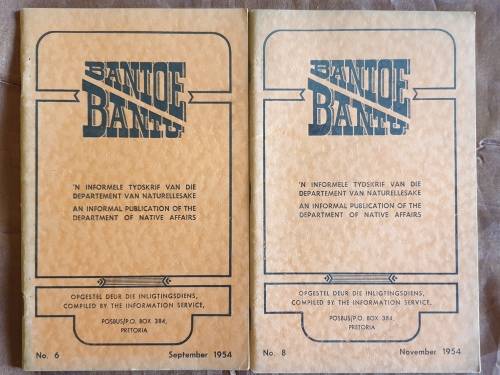 BANTOE
BANTU
'N INFORMELE TYDSKRIF VAN DIE
DEPARTEMENT VAN NATURELLESAKE
AN INFORMAL PUBLICATION OF THE
DEPARTMENT OF NATIVE AFFAIRS
OPGESTEL DEUR DIE INLIGTINGSDIENS,
COMPILED BY THE INFORMATION SERVICE,
POSBUS/P.O. BOX 384,
PRETORIA
No. 6 September 1954
BANTOE
BANTU
'N INFORMELE TYDSKRIF VAN DIE
DEPARTEMENT VAN NATURELLESAKE
AN INFORMAL PUBLICATION OF THE
DEPARTMENT OF NATIVE AFFAIRS
OPGESTEL DEUR DIE INLIGTINGSDIENS,
COMPILED BY THE INFORMATION SERVICE,
POSBUS/P.O. BOX 384,
PRETORIA
No. 8 November 1954